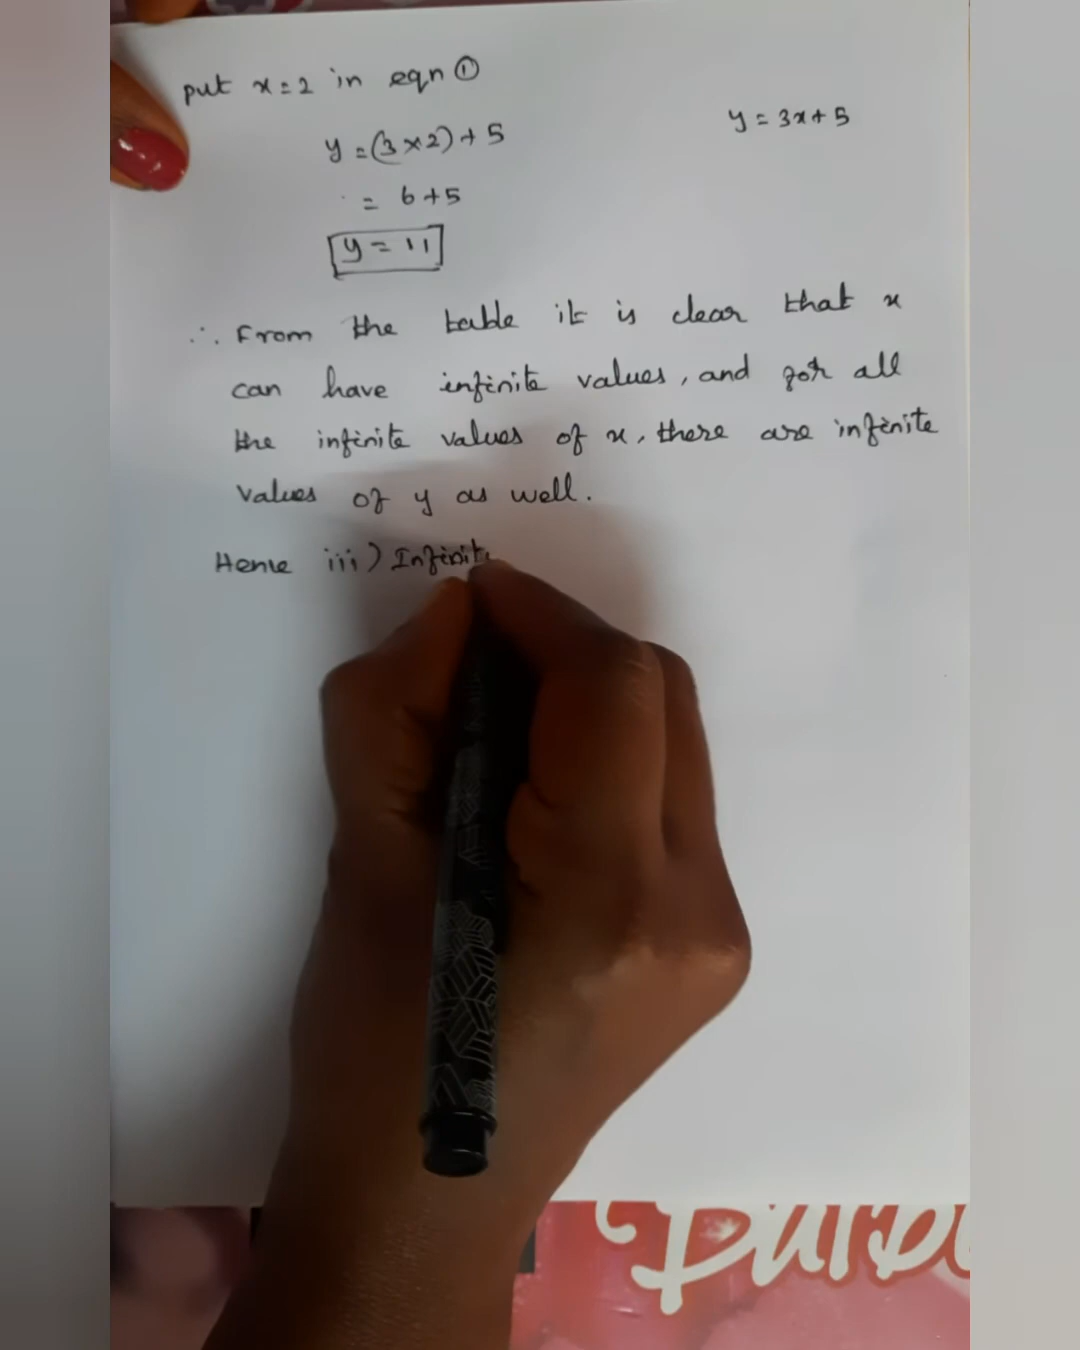 put x = 2 in eqn ①
y = 3x + 5
y = (3 × 2) + 5
= 6 + 5
y = 11
∴ From the table it is clear that x
can have infinite values, and for all
the infinite values of x, there are infinite
values of y as well.
Hence iii) Infinite